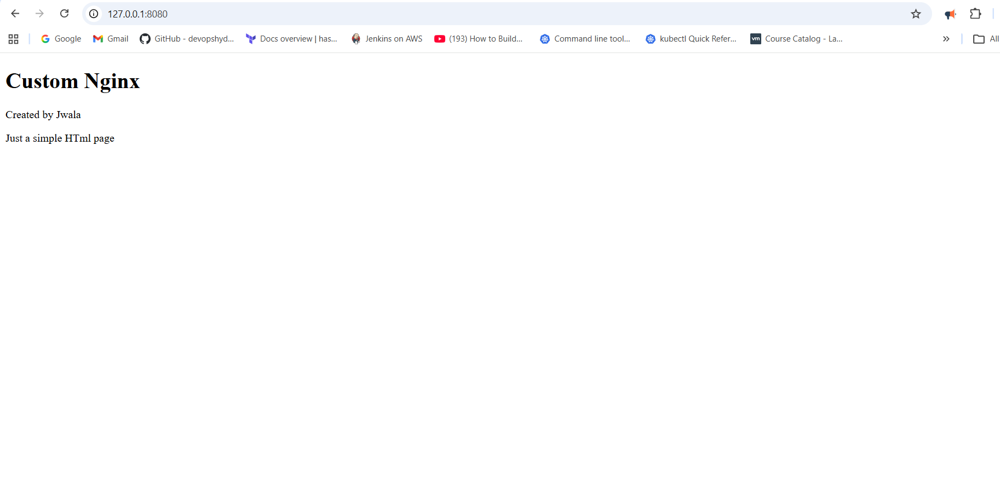 127.0.0.1:8080
Google Gmail GitHub - devopshyd... Docs overview | has... Jenkins on AWS (193) How to Build... Command line tool... kubectl Quick Refer... vm Course Catalog - La... All
Custom Nginx
Created by Jwala
Just a simple HTml page